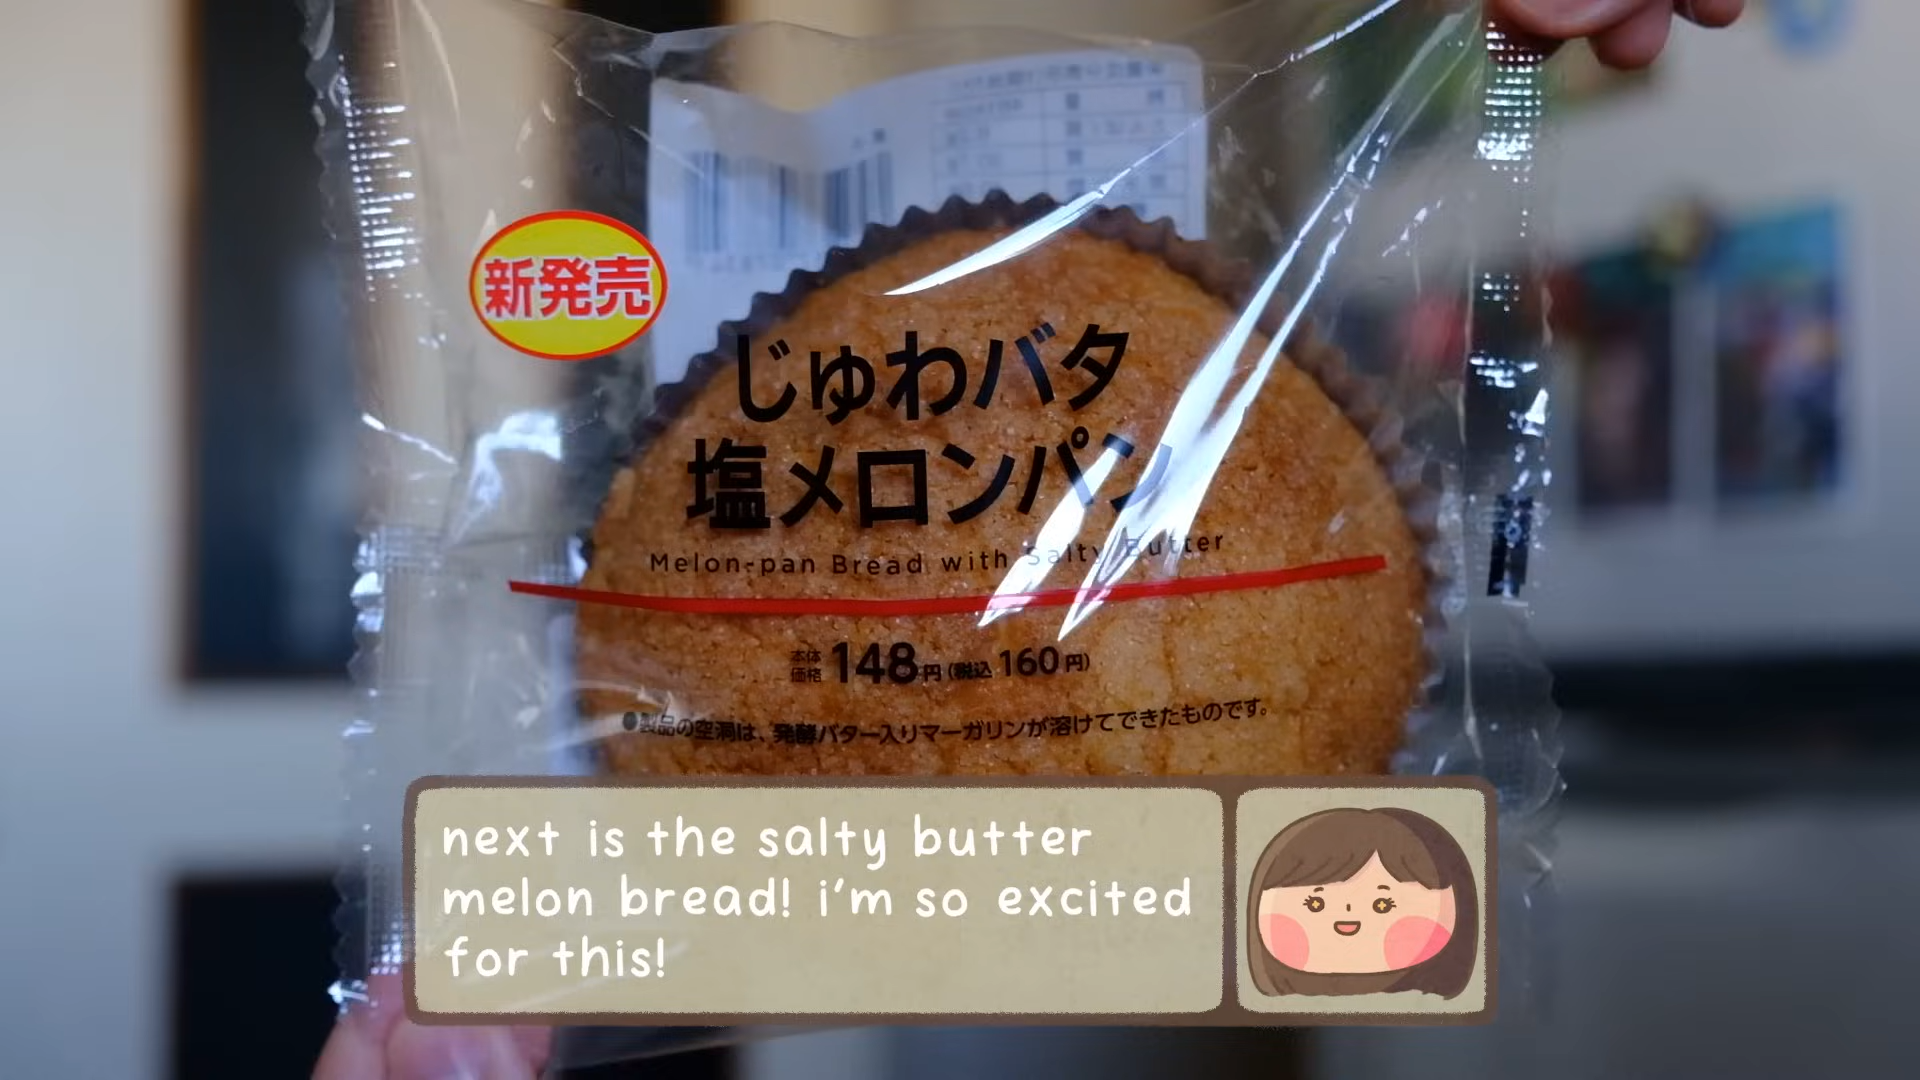 新発売
じゅわバタ
塩メロンパン
Melon-pan Bread with Salty Butter
本体価格 148円(税込160円)
●製品の空洞は、発酵バター入りマーガリンが溶けてできたものです。
next is the salty butter
melon bread! i'm so excited
for this!